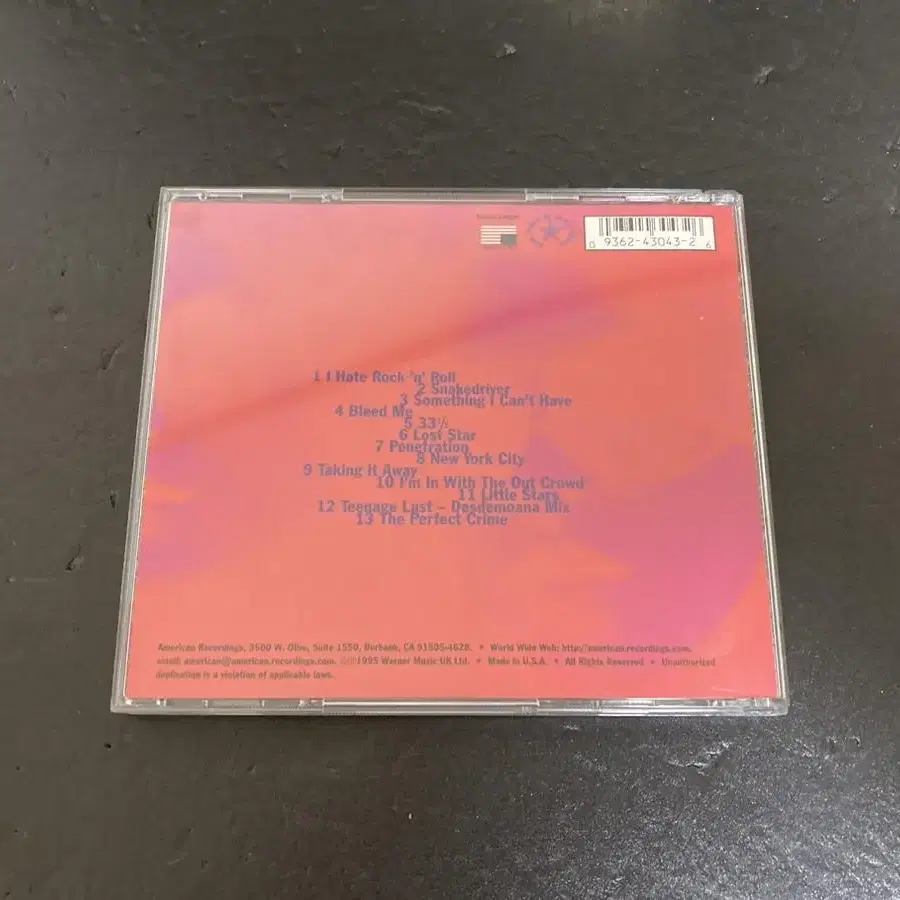 0 9362-43043-2 6
1 I Hate Rock 'n' Roll
2 Snakedriver
3 Something I Can't Have
4 Bleed Me
5 33⅓
6 Lost Star
7 Penetration
8 New York City
9 Taking It Away
10 I'm In With The Out Crowd
11 Little Stars
12 Teenage Lust – Desdemoana Mix
13 The Perfect Crime
American Recordings, 3500 W. Olive, Suite 1550, Burbank, CA 91505-4628. • World Wide Web: http://american.recordings.com.
email: american@american.recordings.com. ℗©1995 Warner Music UK Ltd. • Made in U.S.A. • All Rights Reserved • Unauthorized
duplication is a violation of applicable laws.